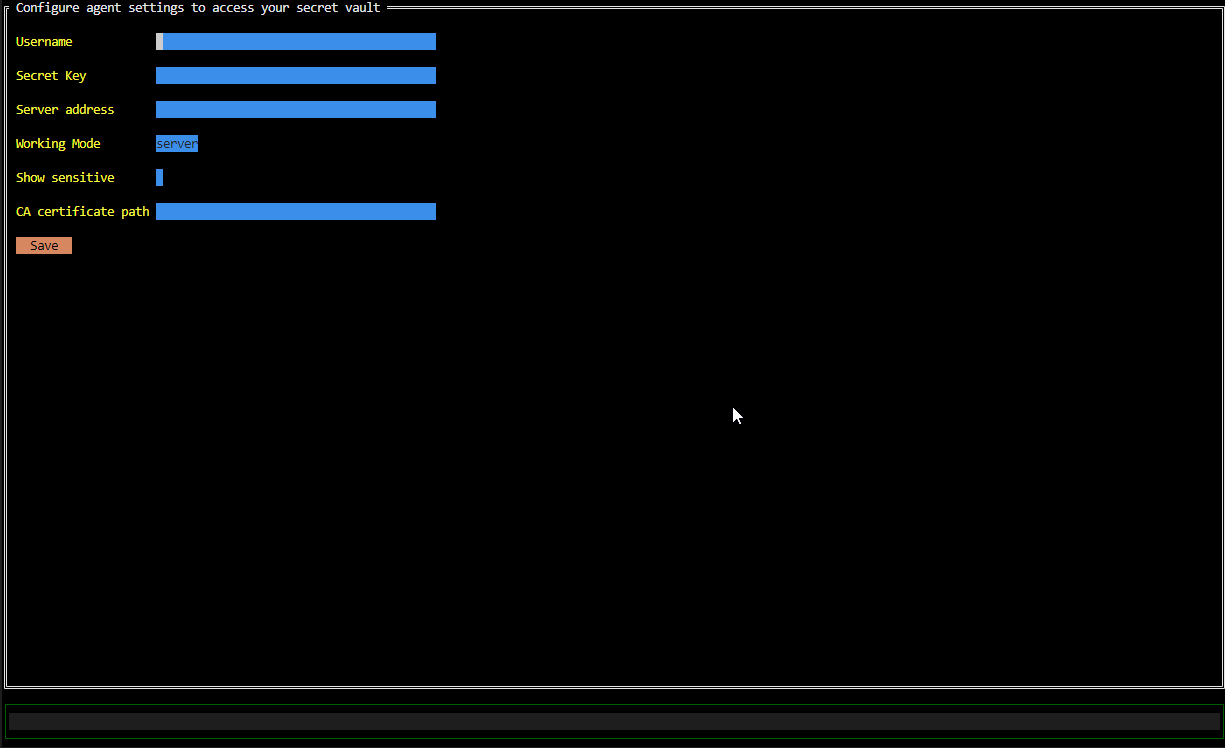 Configure agent settings to access your secret vault
Username
Secret Key
Server address
Working Mode server
Show sensitive
CA certificate path
Save